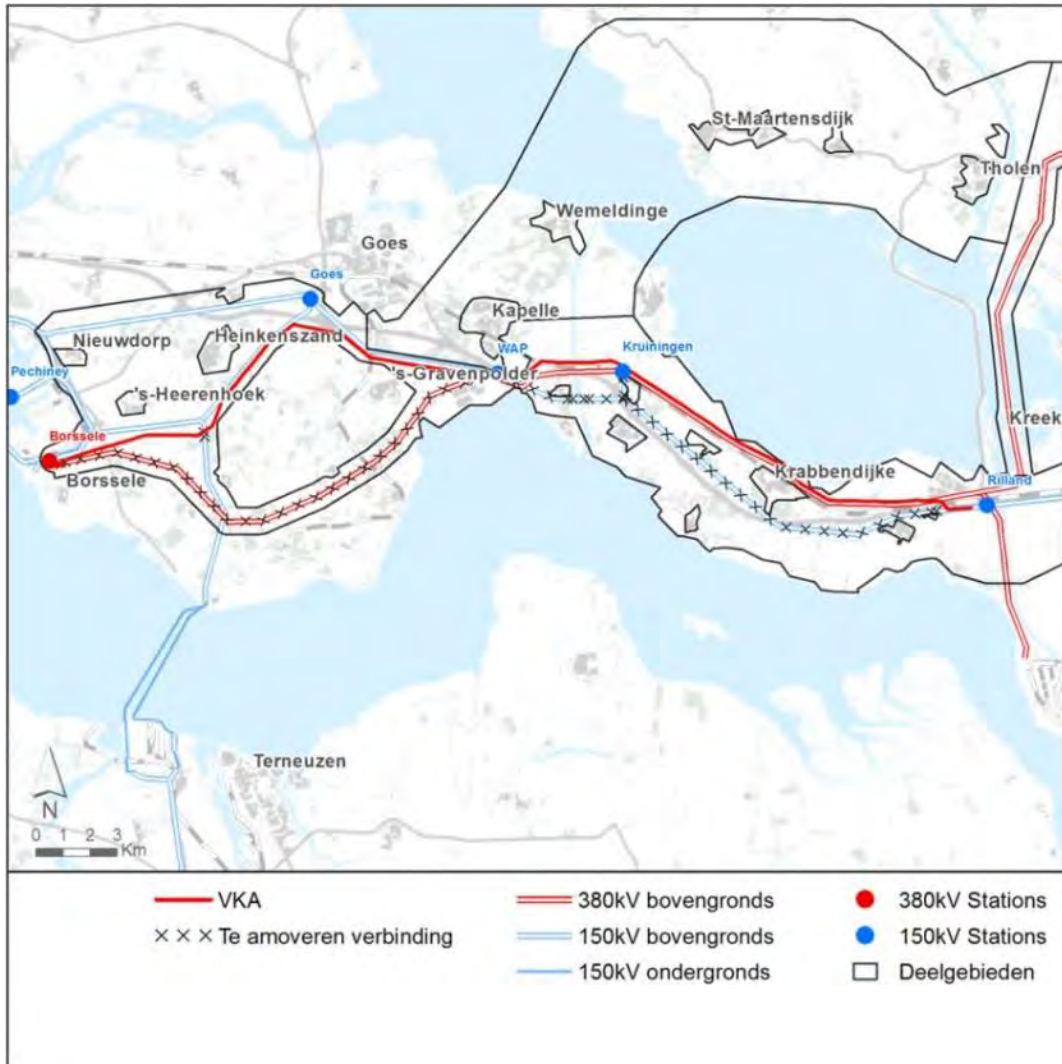 St-Maartensdijk
Tholen
Wemeldinge
Goes
Goes
Kapelle
Nieuwdorp
Heinkenszand
WAP
Kruiningen
Pechiney
's-Gravenpolder
's-Heerenhoek
Kreek
Borssele
Borssele
Krabbendijke
Rilland
Terneuzen
N
0 1 2 3
Km
VKA
380kV bovengronds
380kV Stations
Te amoveren verbinding
150kV bovengronds
150kV Stations
150kV ondergronds
Deelgebieden